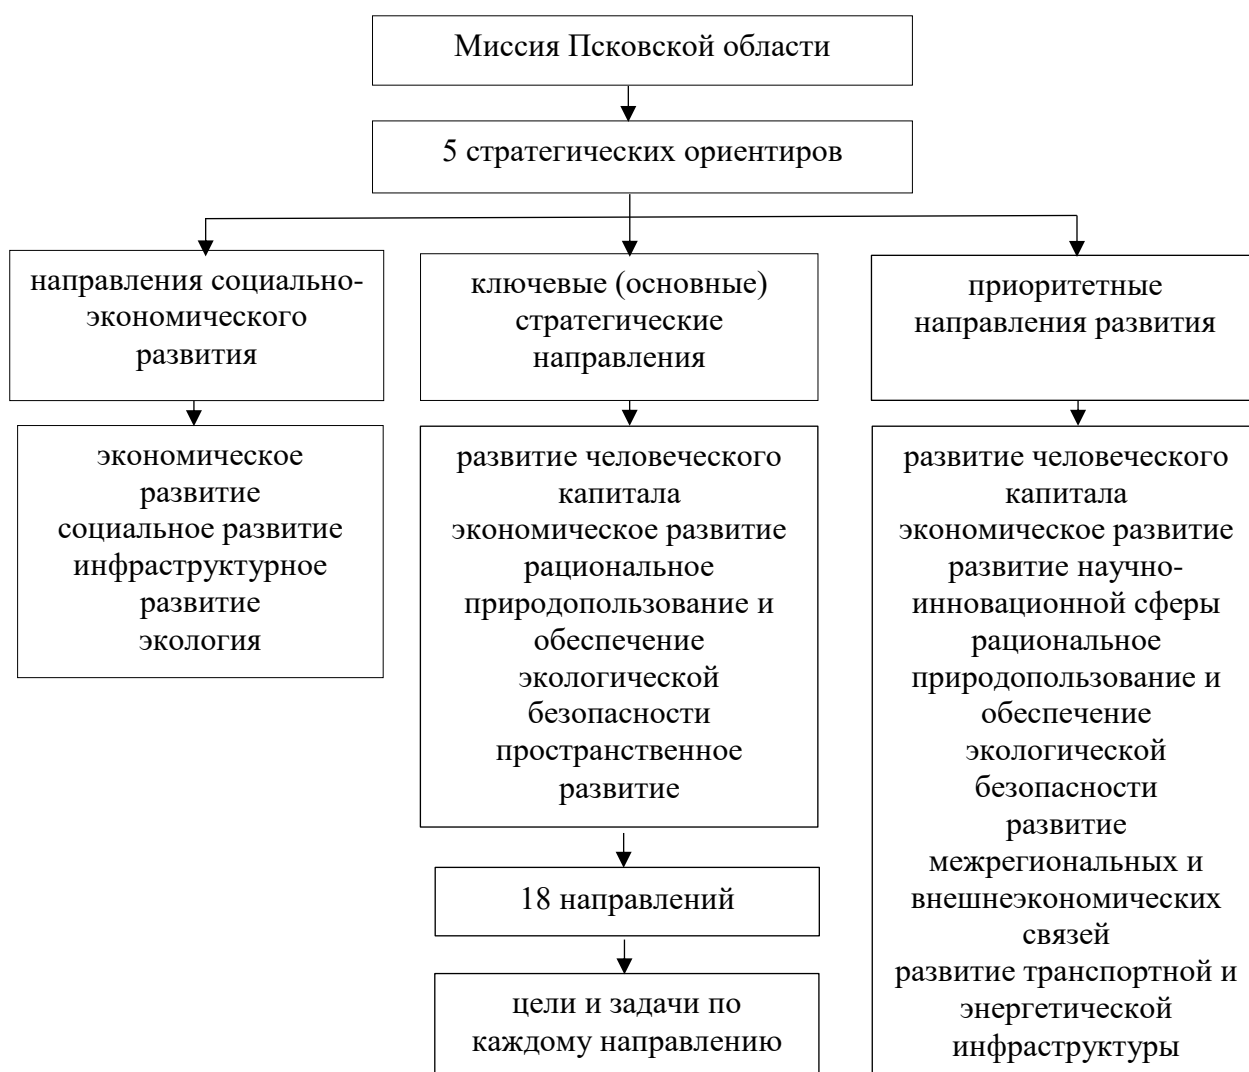 Миссия Псковской области
5 стратегических ориентиров
направления социально-
экономического
развития
ключевые (основные)
стратегические
направления
приоритетные
направления развития
экономическое
развитие
социальное развитие
инфраструктурное
развитие
экология
развитие человеческого
капитала
экономическое развитие
рациональное
природопользование и
обеспечение
экологической
безопасности
пространственное
развитие
18 направлений
цели и задачи по
каждому направлению
развитие человеческого
капитала
экономическое развитие
развитие научно-
инновационной сферы
рациональное
природопользование и
обеспечение
экологической
безопасности
развитие
межрегиональных и
внешнеэкономических
связей
развитие транспортной и
энергетической
инфраструктуры